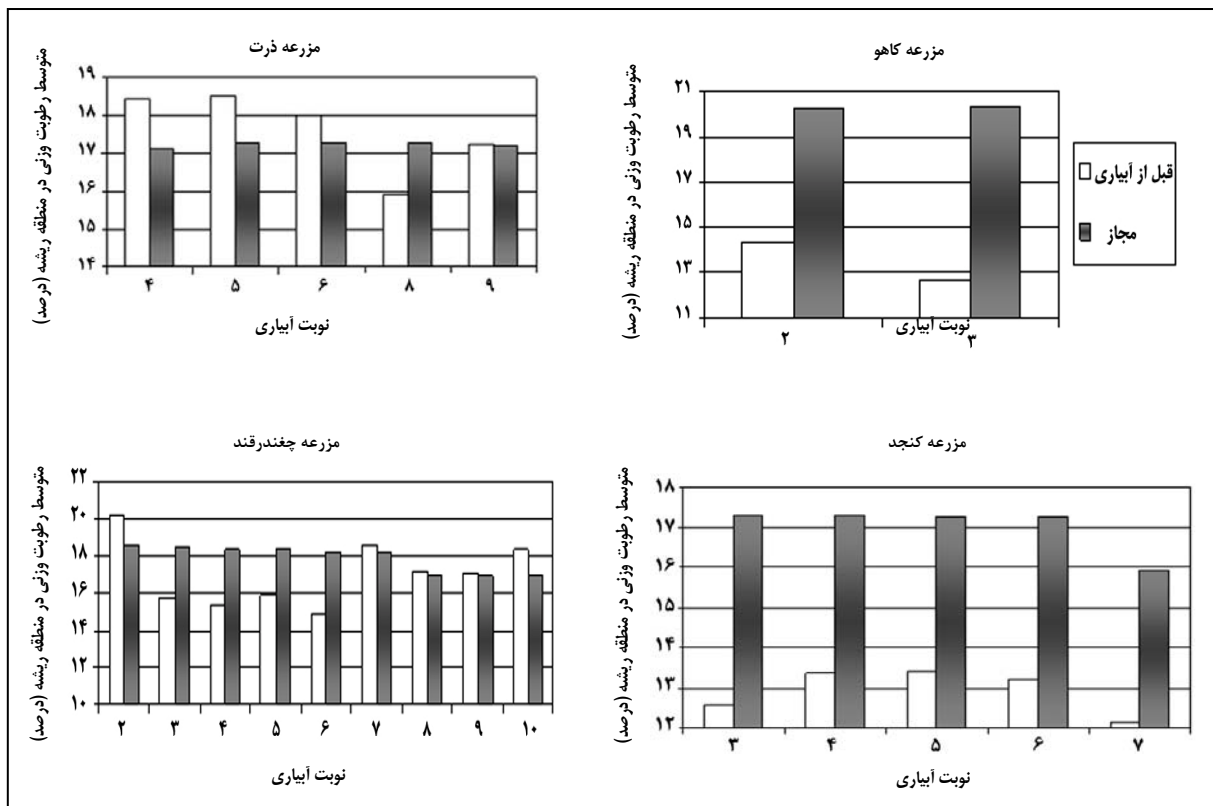 مزرعه ذرت
متوسط رطوبت وزنی در منطقه ریشه (درصد)
۱۹
۱۸
۱۷
۱۶
۱۵
۱۴
۴ ۵ ۶ ۸ ۹
نوبت آبیاری
مزرعه کاهو
متوسط رطوبت وزنی در منطقه ریشه (درصد)
۲۱
۱۹
۱۷
۱۵
۱۳
۱۱
۲ ۳
نوبت آبیاری
قبل از آبیاری
مجاز
مزرعه چغندرقند
متوسط رطوبت وزنی در منطقه ریشه (درصد)
۲۲
۲۰
۱۸
۱۶
۱۴
۱۲
۱۰
۲ ۳ ۴ ۵ ۶ ۷ ۸ ۹ ۱۰
نوبت آبیاری
مزرعه کنجد
متوسط رطوبت وزنی در منطقه ریشه (درصد)
۱۸
۱۷
۱۶
۱۵
۱۴
۱۳
۱۲
۳ ۴ ۵ ۶ ۷
نوبت آبیاری